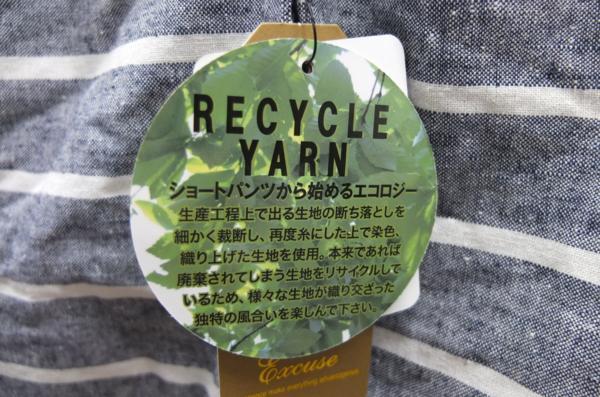 RECYCLE
YARN
ショートパンツから始めるエコロジー
生産工程上で出る生地の断ち落としを
細かく裁断し、再度糸にした上で染色、
織り上げた生地を使用。本来であれば
廃棄されてしまう生地をリサイクルして
いるため、様々な生地が織り交ざった
独特の風合いを楽しんで下さい。
Excuse
make everything advantageous